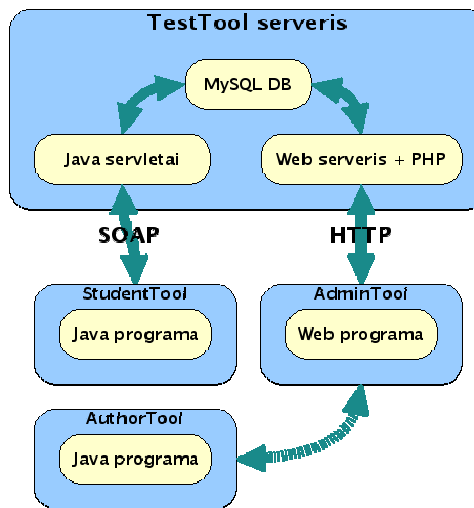 TestTool serveris
MySQL DB
Java servletai
Web serveris + PHP
SOAP
HTTP
StudentTool
AdminTool
Java programa
Web programa
AuthorTool
Java programa